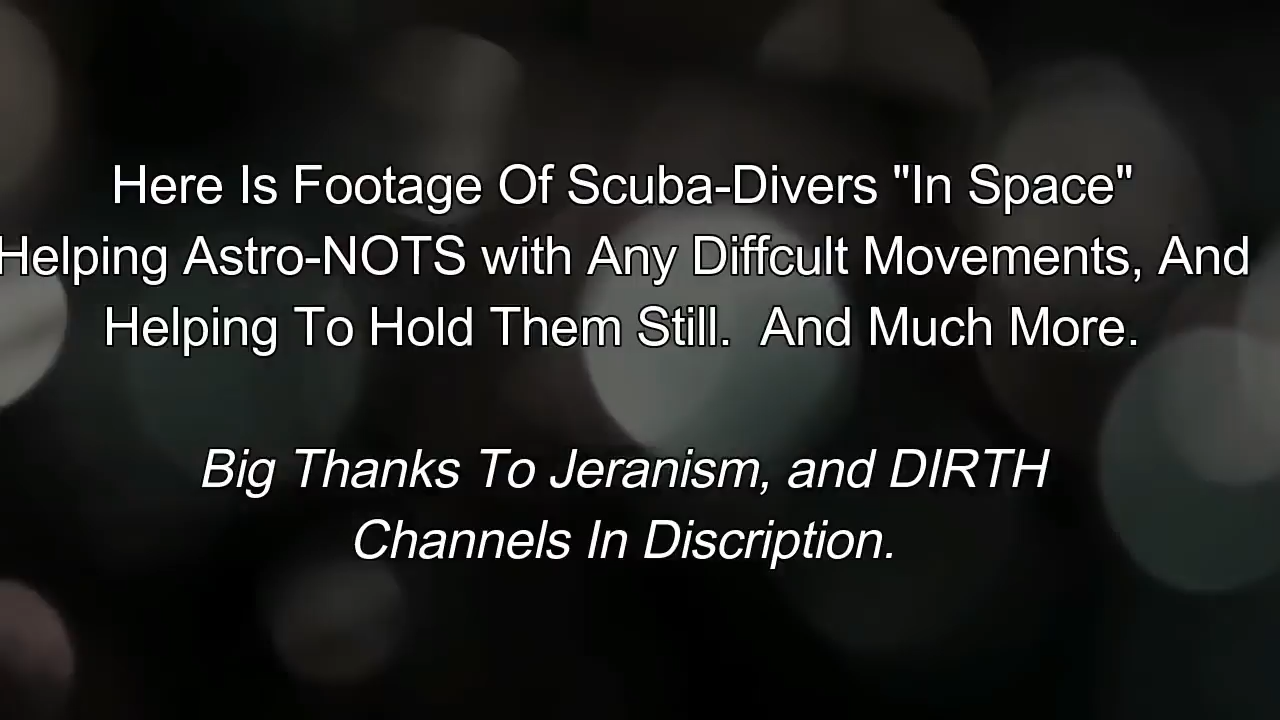 Here Is Footage Of Scuba-Divers "In Space"
Helping Astro-NOTS with Any Diffcult Movements, And
Helping To Hold Them Still.  And Much More.
Big Thanks To Jeranism, and DIRTH
Channels In Discription.